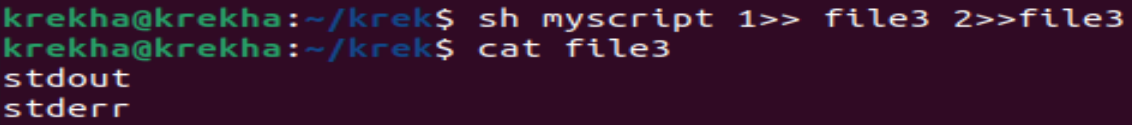 krekha@krekha:~/krek$ sh myscript 1>> file3 2>>file3
krekha@krekha:~/krek$ cat file3
stdout
stderr